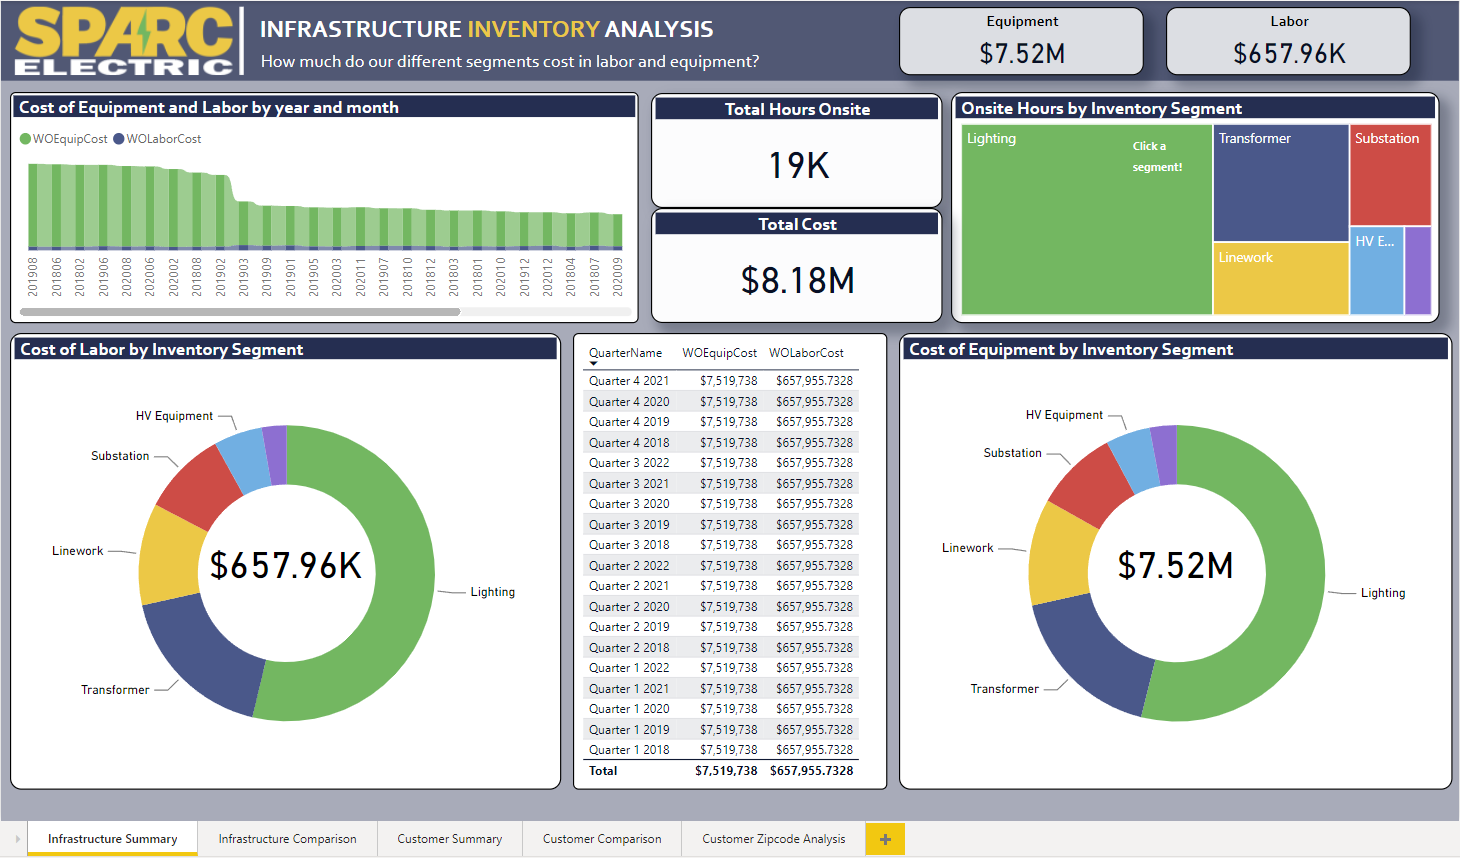 SPARC
ELECTRIC
INFRASTRUCTURE INVENTORY ANALYSIS
How much do our different segments cost in labor and equipment?
Equipment
$7.52M
Labor
$657.96K
Cost of Equipment and Labor by year and month
WOEquipCost WOLaborCost
201908 201806 201802 201906 202008 202006 202002 201808 201902 201903 201909 201901 201905 202003 202011 201907 201810 201812 201803 201801 202010 201912 202012 201804 201807 202009
Total Hours Onsite
19K
Total Cost
$8.18M
Onsite Hours by Inventory Segment
Lighting
Click a
segment!
Transformer
Substation
Linework
HV E...
Cost of Labor by Inventory Segment
HV Equipment
Substation
Linework
$657.96K
Lighting
Transformer
QuarterName WOEquipCost WOLaborCost
Quarter 4 2021 $7,519,738 $657,955.7328
Quarter 4 2020 $7,519,738 $657,955.7328
Quarter 4 2019 $7,519,738 $657,955.7328
Quarter 4 2018 $7,519,738 $657,955.7328
Quarter 3 2022 $7,519,738 $657,955.7328
Quarter 3 2021 $7,519,738 $657,955.7328
Quarter 3 2020 $7,519,738 $657,955.7328
Quarter 3 2019 $7,519,738 $657,955.7328
Quarter 3 2018 $7,519,738 $657,955.7328
Quarter 2 2022 $7,519,738 $657,955.7328
Quarter 2 2021 $7,519,738 $657,955.7328
Quarter 2 2020 $7,519,738 $657,955.7328
Quarter 2 2019 $7,519,738 $657,955.7328
Quarter 2 2018 $7,519,738 $657,955.7328
Quarter 1 2022 $7,519,738 $657,955.7328
Quarter 1 2021 $7,519,738 $657,955.7328
Quarter 1 2020 $7,519,738 $657,955.7328
Quarter 1 2019 $7,519,738 $657,955.7328
Quarter 1 2018 $7,519,738 $657,955.7328
Total $7,519,738 $657,955.7328
Cost of Equipment by Inventory Segment
HV Equipment
Substation
Linework
$7.52M
Lighting
Transformer
Infrastructure Summary Infrastructure Comparison Customer Summary Customer Comparison Customer Zipcode Analysis +